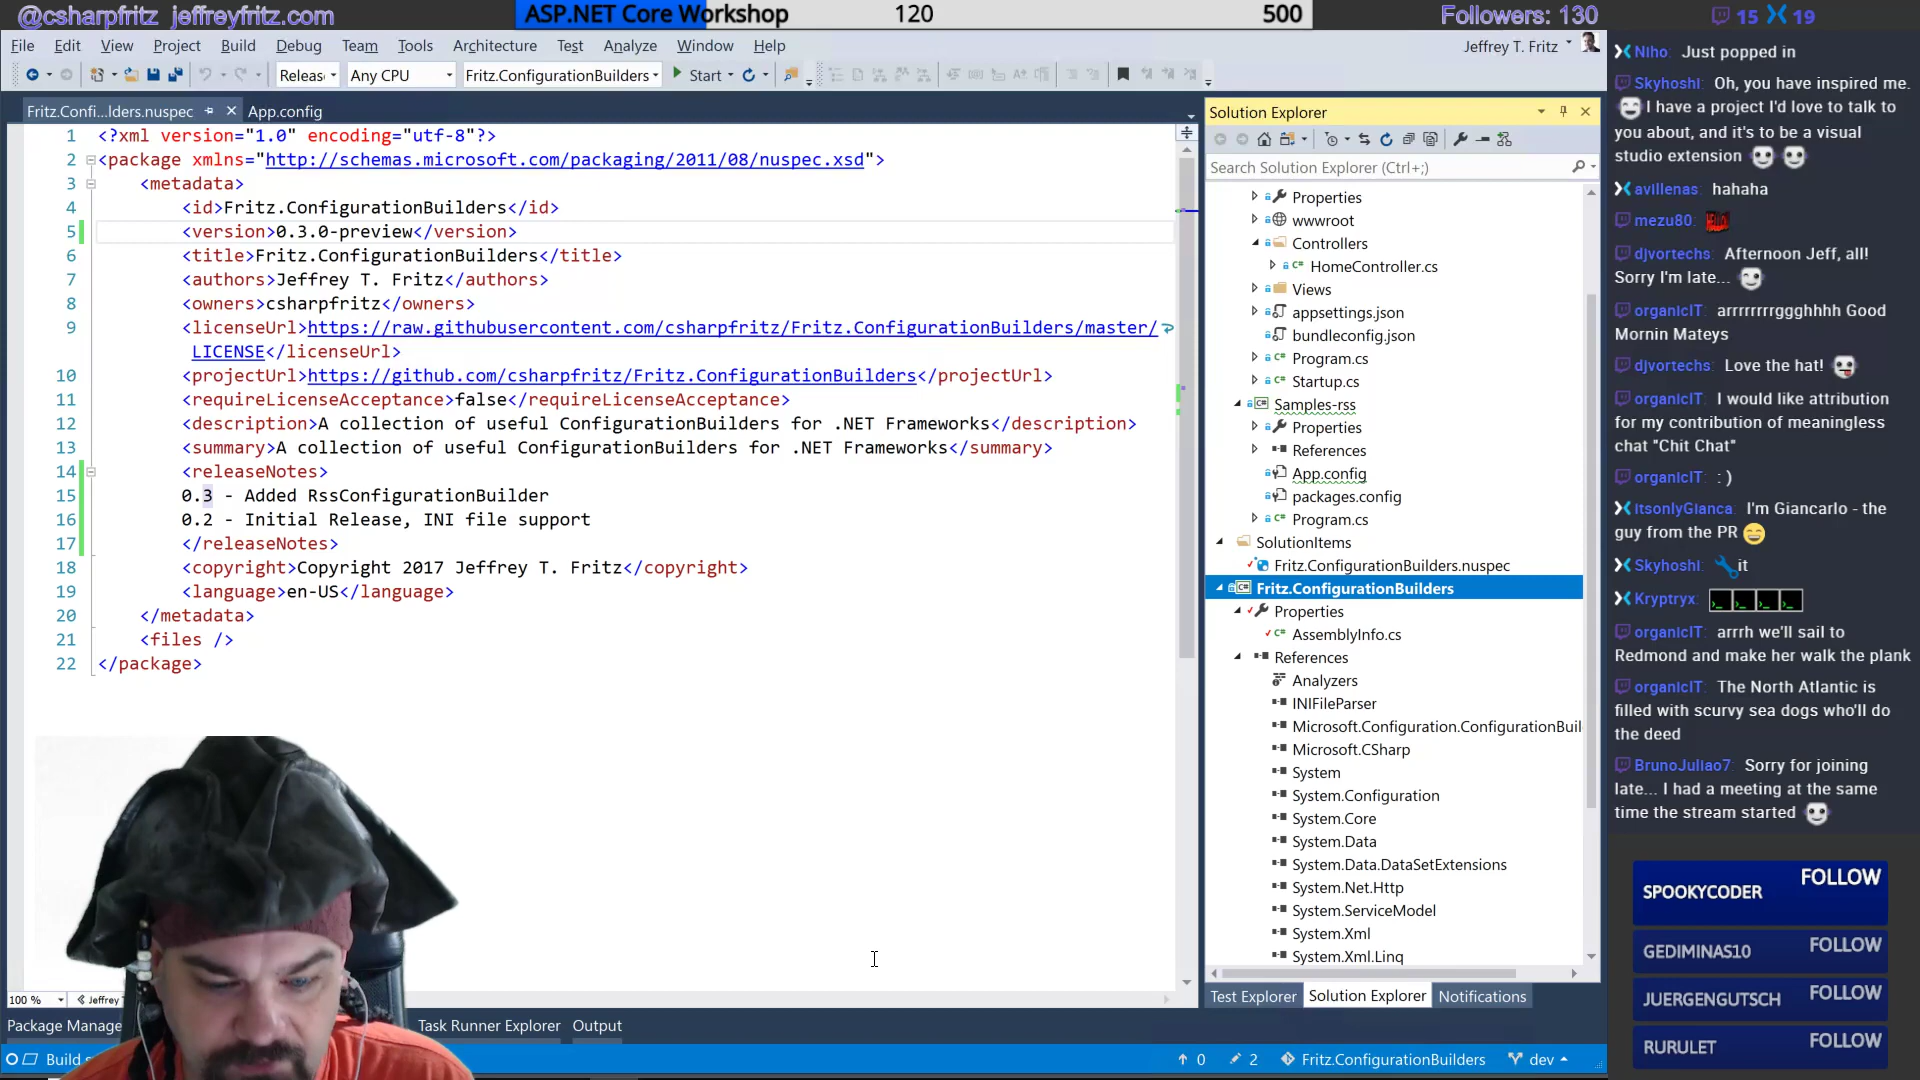 @csharpfritz jeffreyfritz.com
ASP.NET Core Workshop 120 500
Followers: 130
15 19
File Edit View Project Build Debug Team Tools Architecture Test Analyze Window Help
Jeffrey T. Fritz
Releas Any CPU Fritz.ConfigurationBuilders Start
Fritz.Confi...lders.nuspec App.config
1 <?xml version="1.0" encoding="utf-8"?>
2 <package xmlns="http://schemas.microsoft.com/packaging/2011/08/nuspec.xsd">
3 <metadata>
4 <id>Fritz.ConfigurationBuilders</id>
5 <version>0.3.0-preview</version>
6 <title>Fritz.ConfigurationBuilders</title>
7 <authors>Jeffrey T. Fritz</authors>
8 <owners>csharpfritz</owners>
9 <licenseUrl>https://raw.githubusercontent.com/csharpfritz/Fritz.ConfigurationBuilders/master/
LICENSE</licenseUrl>
10 <projectUrl>https://github.com/csharpfritz/Fritz.ConfigurationBuilders</projectUrl>
11 <requireLicenseAcceptance>false</requireLicenseAcceptance>
12 <description>A collection of useful ConfigurationBuilders for .NET Frameworks</description>
13 <summary>A collection of useful ConfigurationBuilders for .NET Frameworks</summary>
14 <releaseNotes>
15 0.3 - Added RssConfigurationBuilder
16 0.2 - Initial Release, INI file support
17 </releaseNotes>
18 <copyright>Copyright 2017 Jeffrey T. Fritz</copyright>
19 <language>en-US</language>
20 </metadata>
21 <files />
22 </package>
100 %
Jeffrey T
Package Manage
Task Runner Explorer Output
Build s
0 2 Fritz.ConfigurationBuilders dev
Solution Explorer
Search Solution Explorer (Ctrl+;)
Properties
wwwroot
Controllers
HomeController.cs
Views
appsettings.json
bundleconfig.json
Program.cs
Startup.cs
Samples-rss
Properties
References
App.config
packages.config
Program.cs
SolutionItems
Fritz.ConfigurationBuilders.nuspec
Fritz.ConfigurationBuilders
Properties
AssemblyInfo.cs
References
Analyzers
INIFileParser
Microsoft.Configuration.ConfigurationBuil
Microsoft.CSharp
System
System.Configuration
System.Core
System.Data
System.Data.DataSetExtensions
System.Net.Http
System.ServiceModel
System.Xml
System.Xml.Linq
Test Explorer Solution Explorer Notifications
Niho: Just popped in
Skyhoshi: Oh, you have inspired me.
I have a project I'd love to talk to
you about, and it's to be a visual
studio extension
avillenas: hahaha
mezu80:
djvortechs: Afternoon Jeff, all!
Sorry I'm late...
organicIT: arrrrrrrggghhhh Good
Mornin Mateys
djvortechs: Love the hat!
organicIT: I would like attribution
for my contribution of meaningless
chat "Chit Chat"
organicIT: : )
itsonlyGianca: I'm Giancarlo - the
guy from the PR
Skyhoshi: it
Kryptryx:
organicIT: arrrh we'll sail to
Redmond and make her walk the plank
organicIT: The North Atlantic is
filled with scurvy sea dogs who'll do
the deed
BrunoJuliao7: Sorry for joining
late... I had a meeting at the same
time the stream started
SPOOKYCODER FOLLOW
GEDIMINAS10 FOLLOW
JUERGENGUTSCH FOLLOW
RURULET FOLLOW